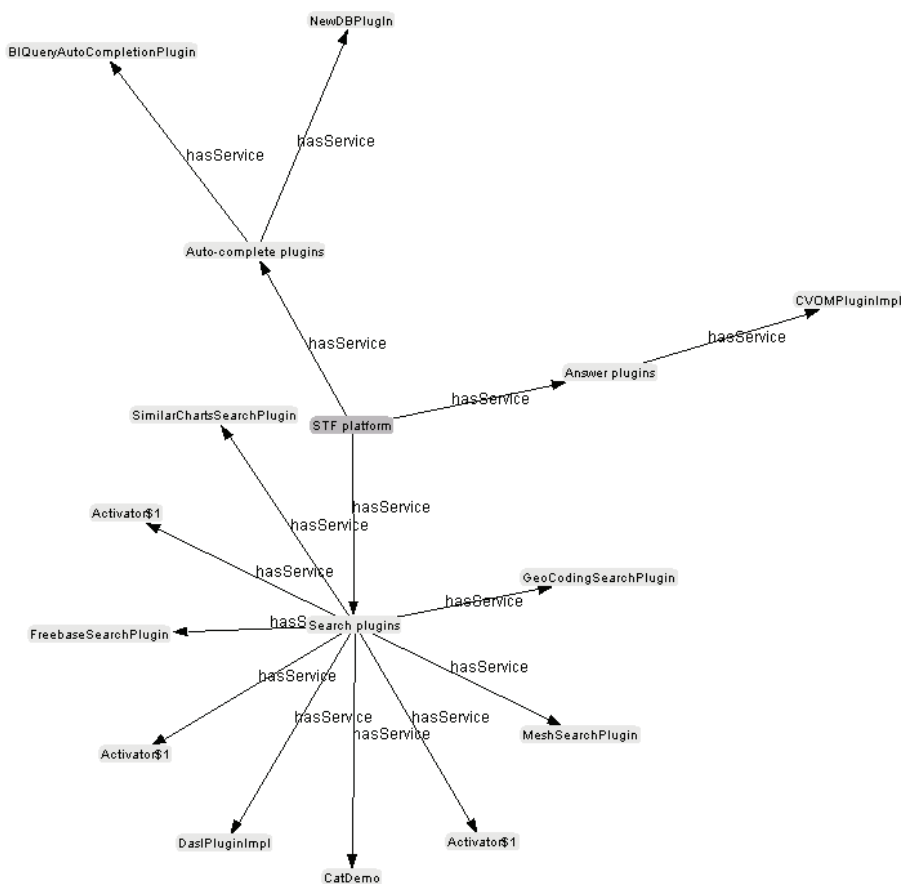 NewDBPlugIn
BIQueryAutoCompletionPlugin
hasService
hasService
Auto-complete plugins
CVOMPluginImpl
hasService
hasService
Answer plugins
hasService
SimilarChartsSearchPlugin
STF platform
hasService
Activator$1
hasService
hasService
GeoCodingSearchPlugin
hasService
FreebaseSearchPlugin
hasS
Search plugins
hasService
hasService
MeshSearchPlugin
hasService
hasService
hasService
Activator$1
DaslPluginImpl
Activator$1
CatDemo